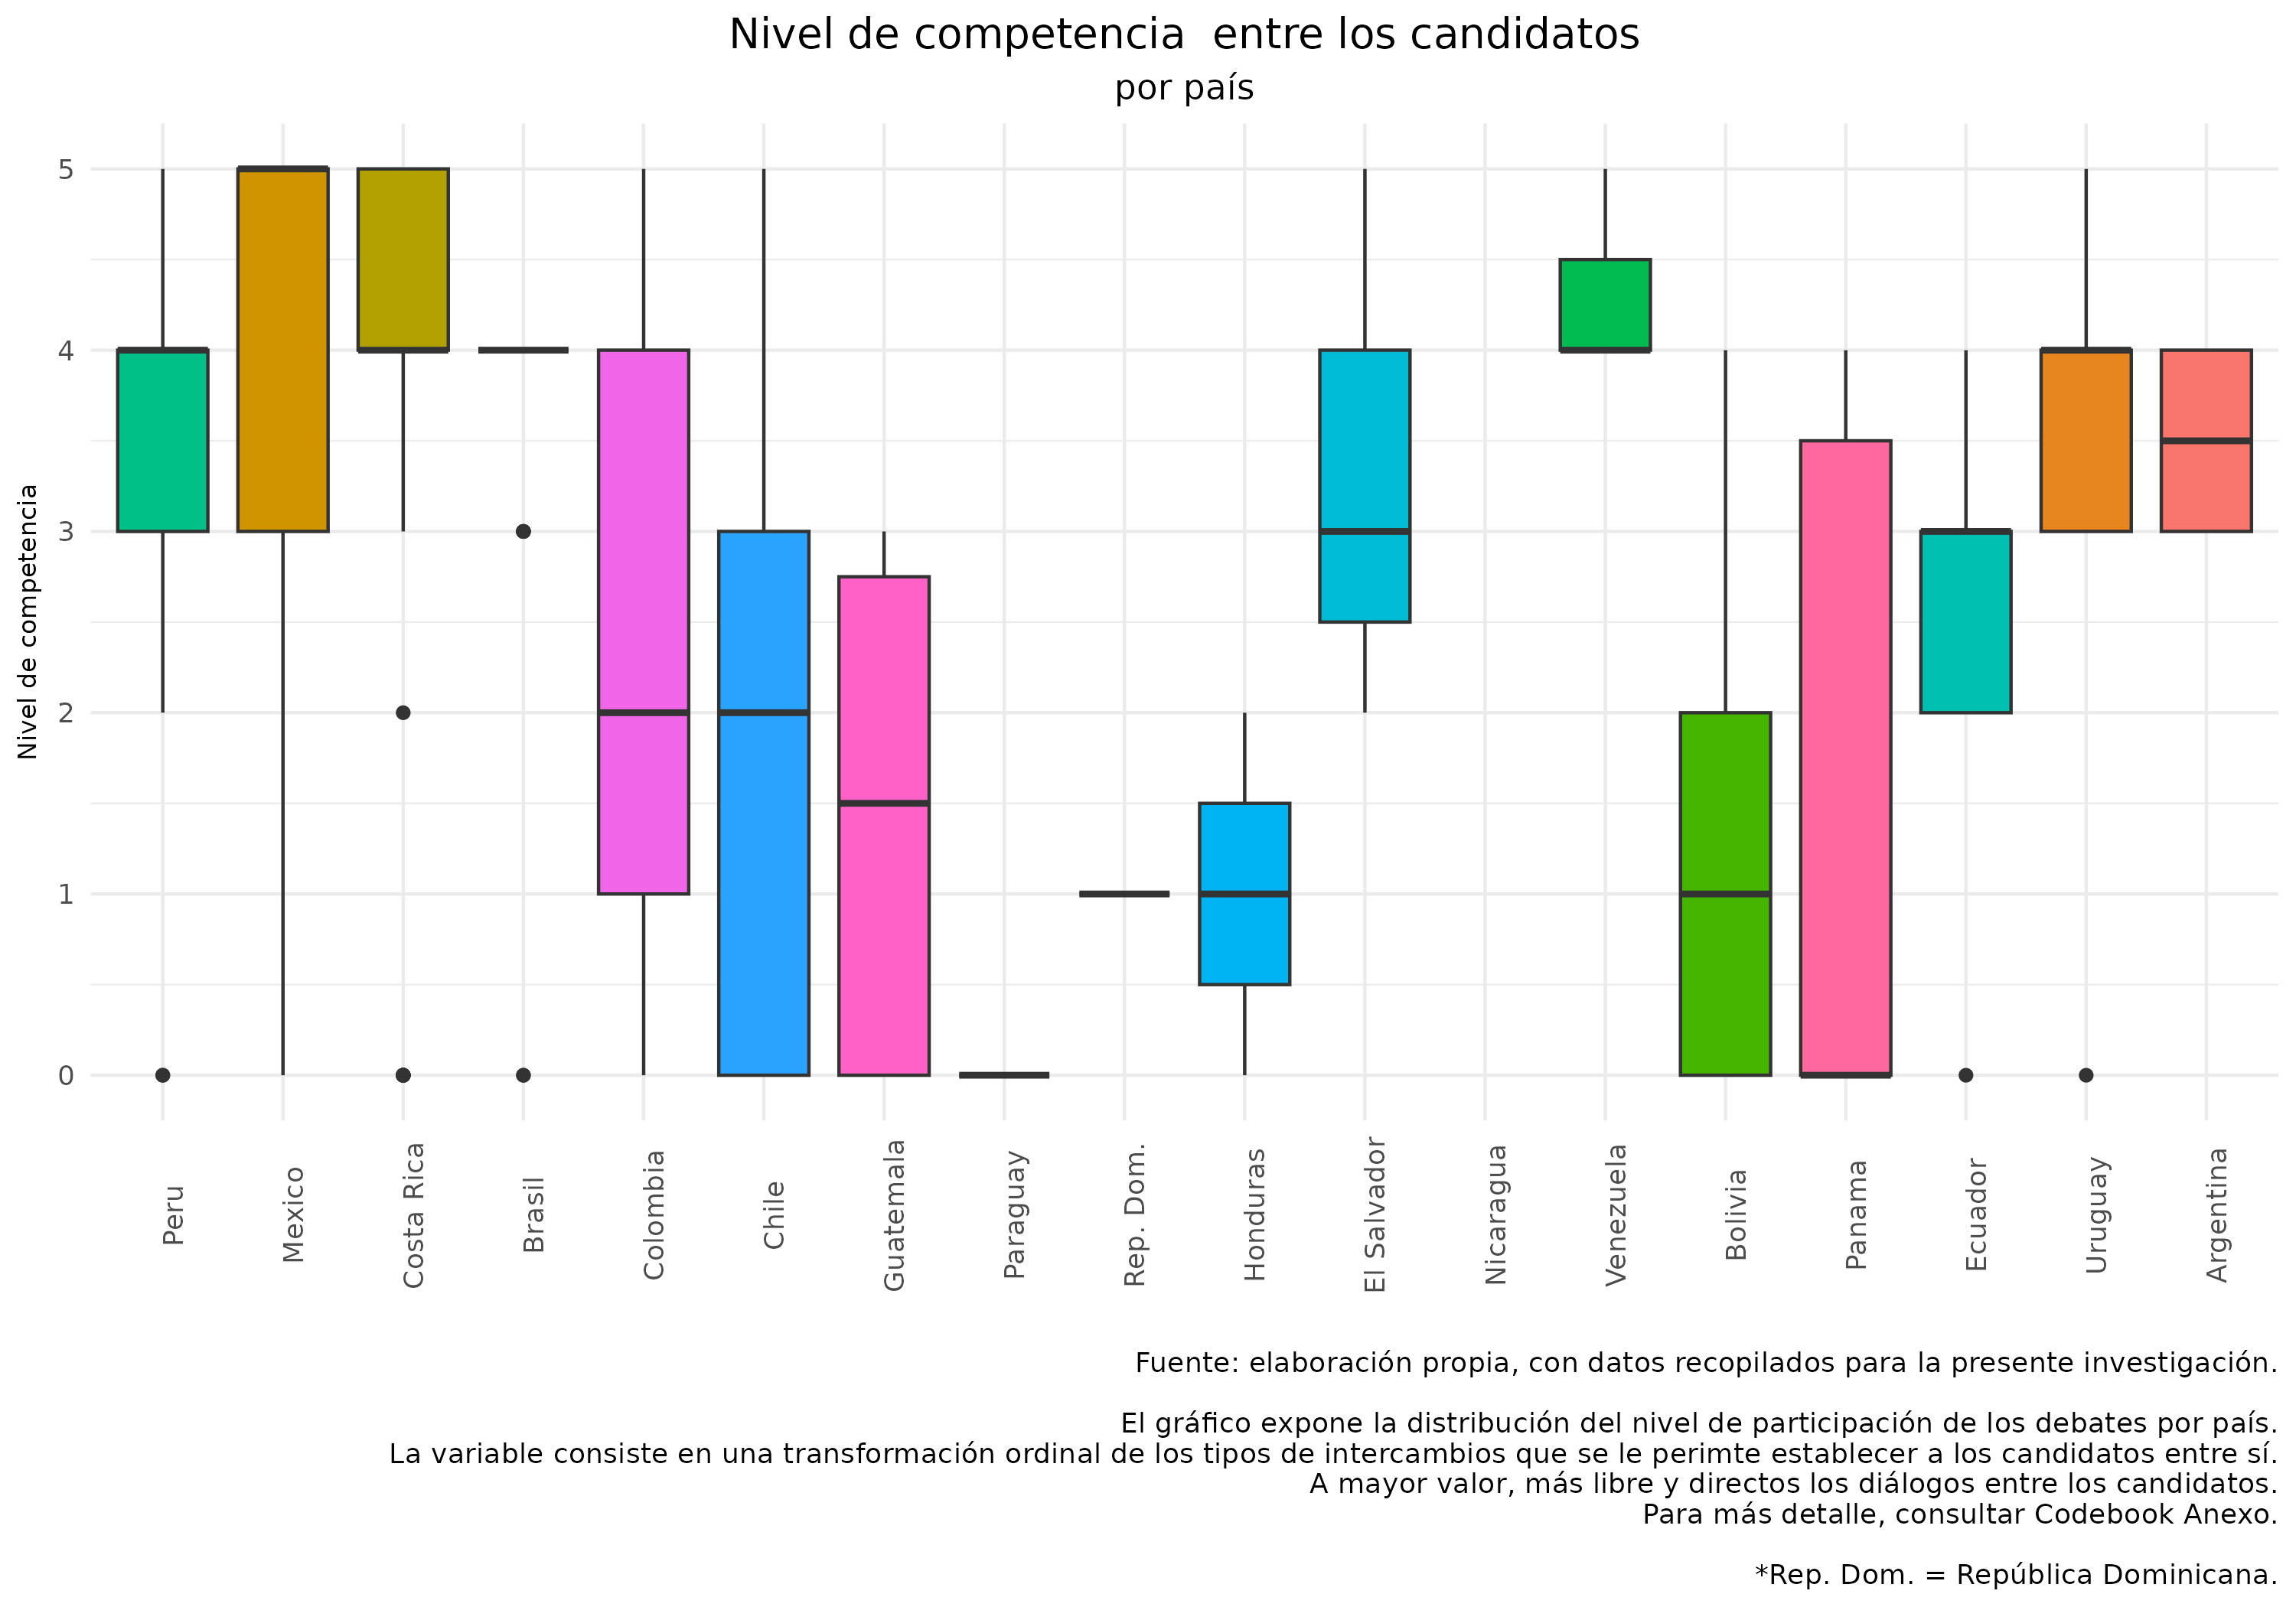 Nivel de competencia  entre los candidatos
por país
Nivel de competencia
5
4
3
2
1
0
Peru
Mexico
Costa Rica
Brasil
Colombia
Chile
Guatemala
Paraguay
Rep. Dom.
Honduras
El Salvador
Nicaragua
Venezuela
Bolivia
Panama
Ecuador
Uruguay
Argentina
Fuente: elaboración propia, con datos recopilados para la presente investigación.
El gráfico expone la distribución del nivel de participación de los debates por país.
La variable consiste en una transformación ordinal de los tipos de intercambios que se le perimte establecer a los candidatos entre sí.
A mayor valor, más libre y directos los diálogos entre los candidatos.
Para más detalle, consultar Codebook Anexo.
*Rep. Dom. = República Dominicana.